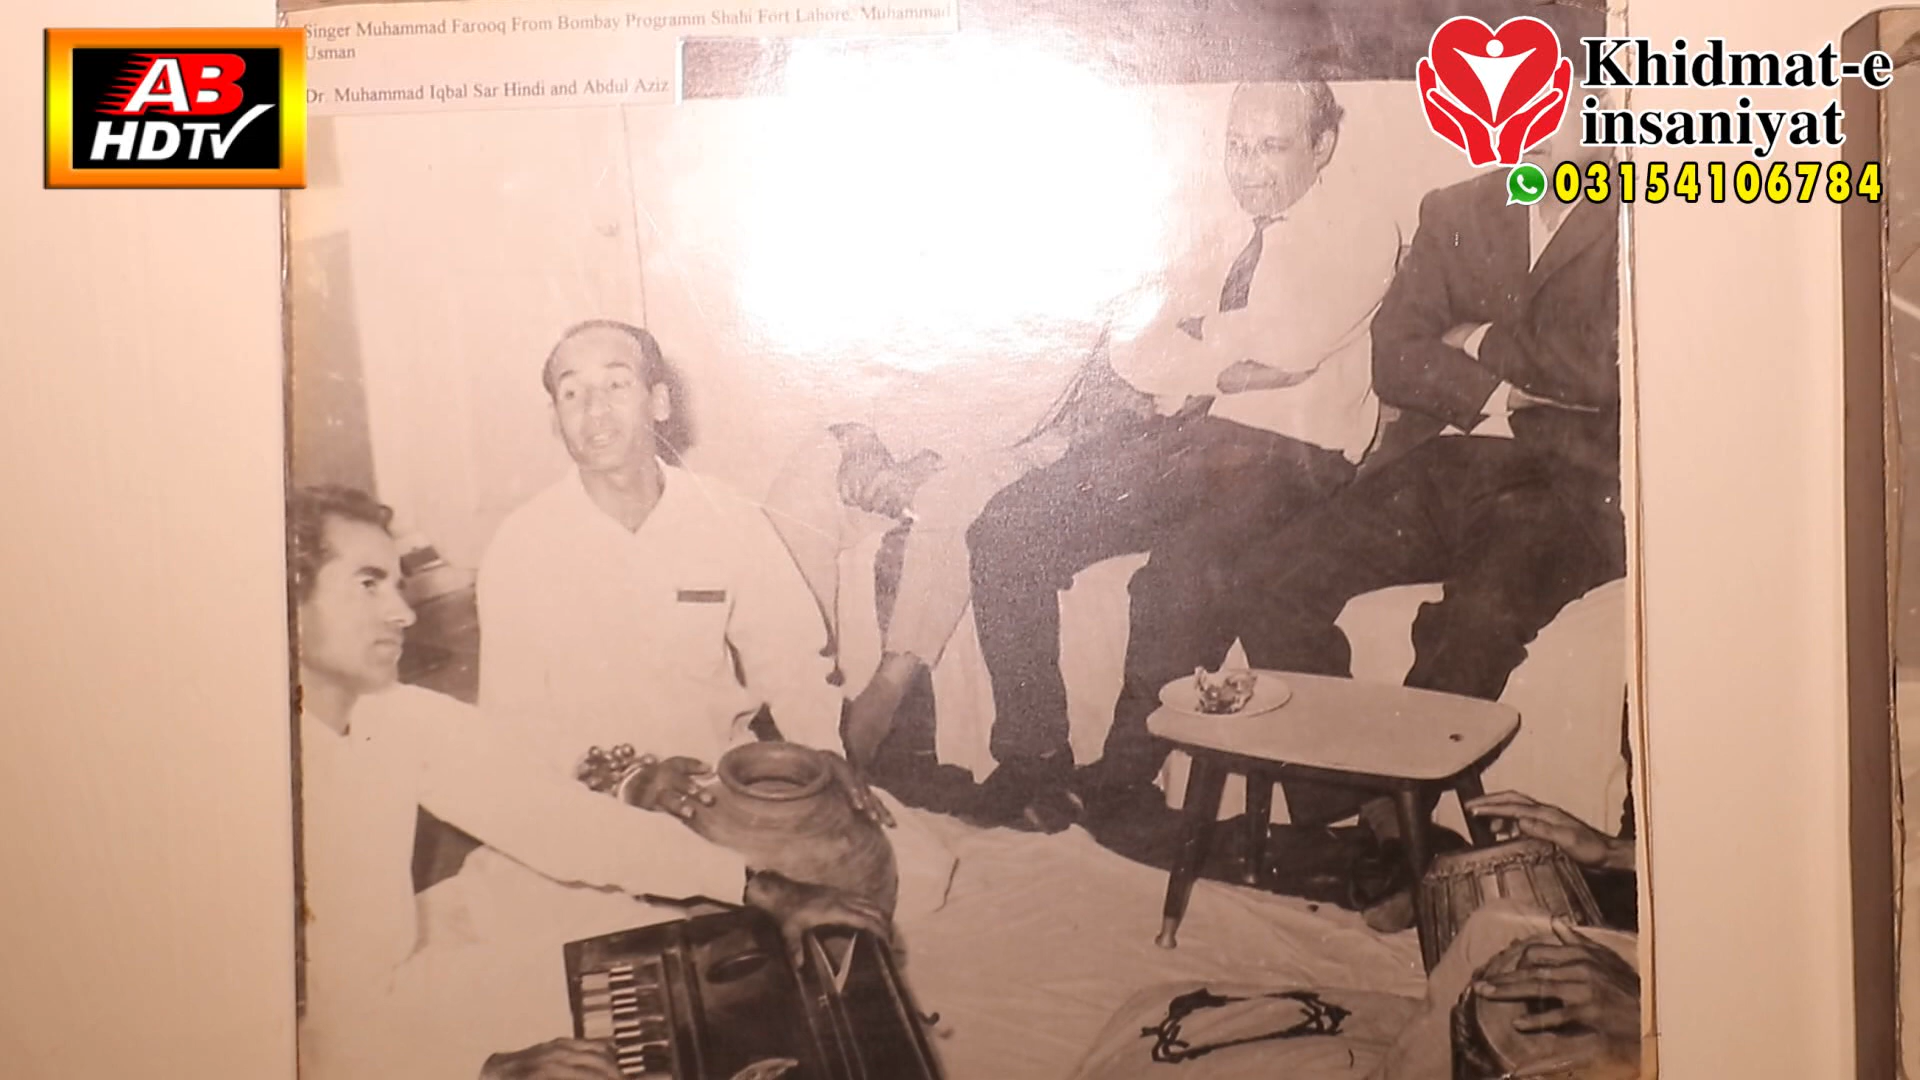 Singer Muhammad Farooq From Bombay Programm Shahi Fort Lahore, Muhammad
Usman
Dr. Muhammad Iqbal Sar Hindi and Abdul Aziz
AB
HDTV
Khidmat-e
insaniyat
03154106784